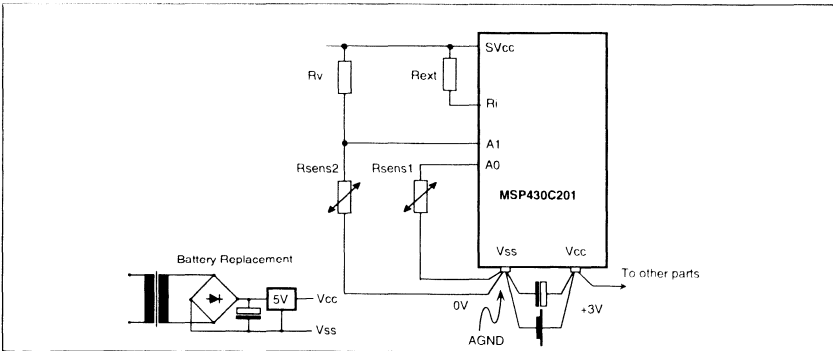 SVcc
Rv
Rext
Ri
A1
Rsens2
Rsens1
A0
MSP430C201
Vss
Vcc
Battery Replacement
To other parts
5V
Vcc
0V
+3V
Vss
AGND